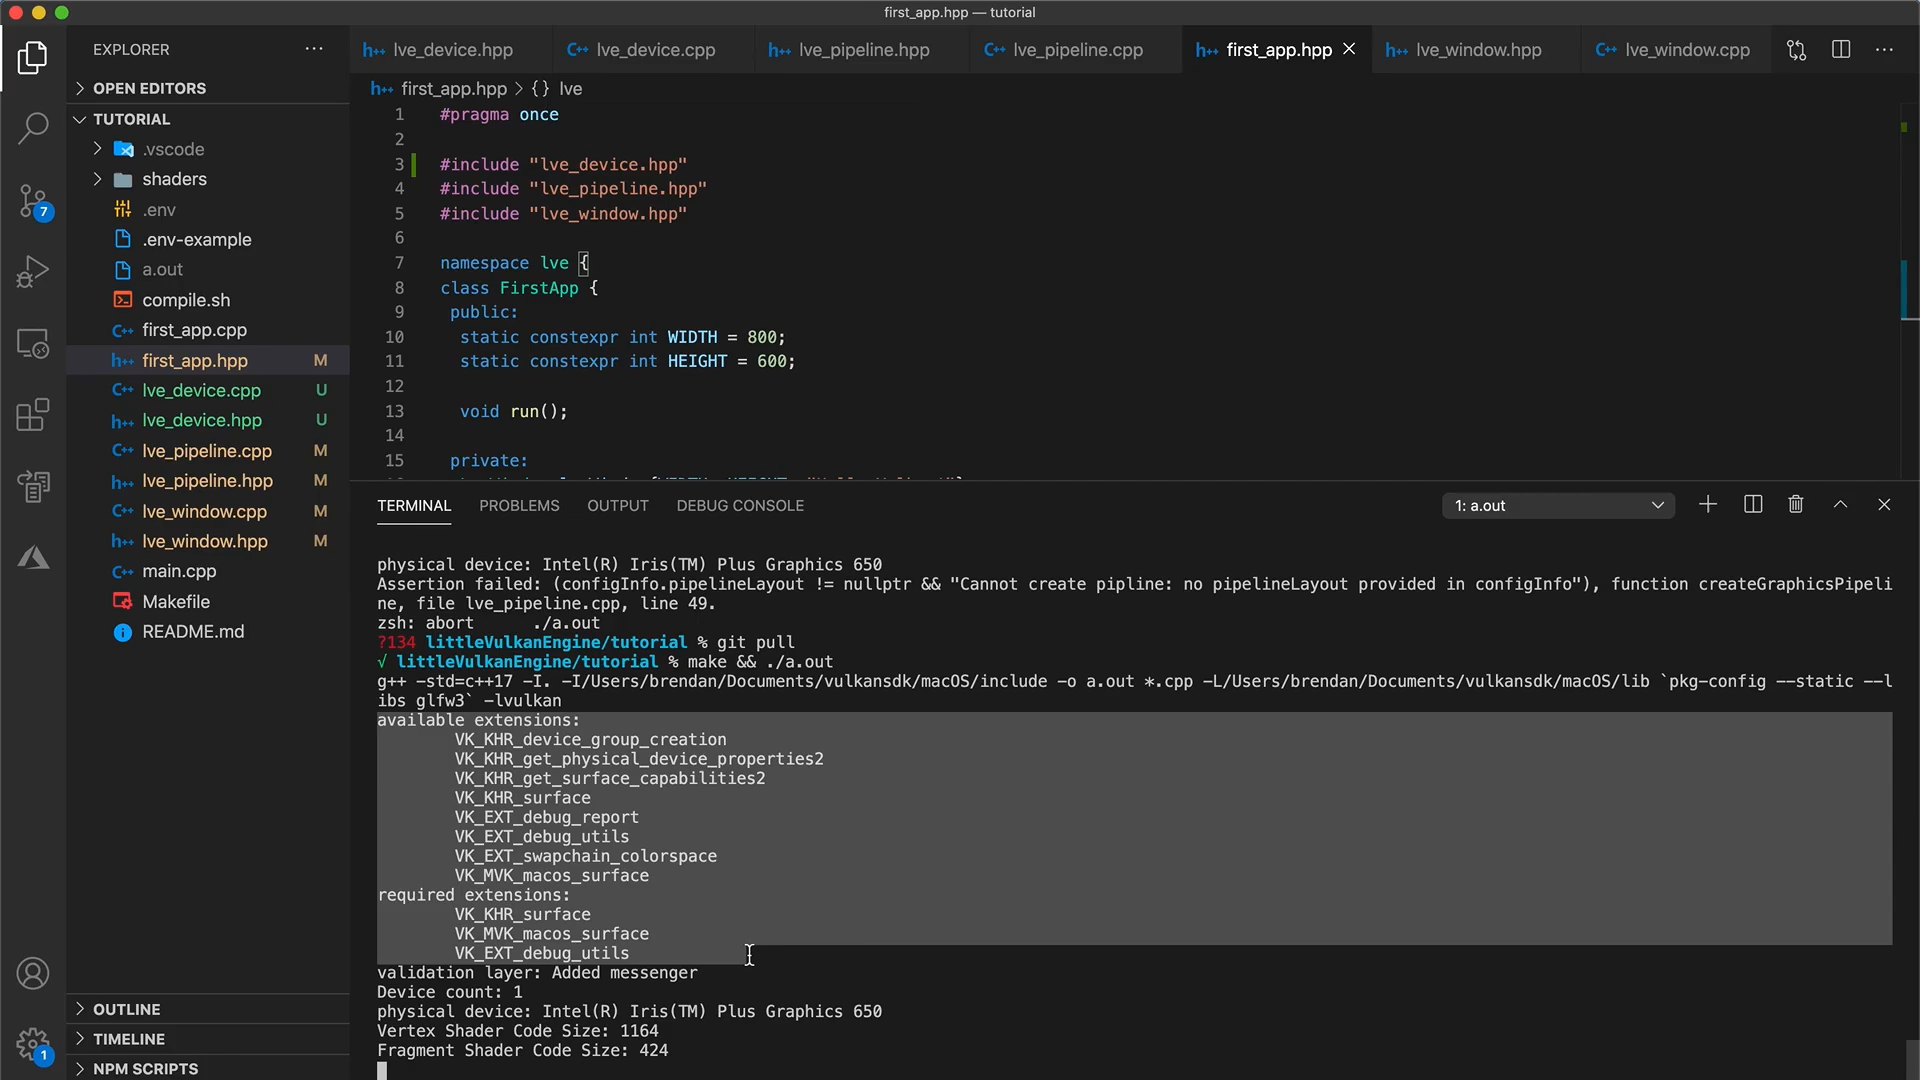 first_app.hpp — tutorial
EXPLORER
OPEN EDITORS
TUTORIAL
.vscode
shaders
.env
.env-example
a.out
compile.sh
C++ first_app.cpp
h++ first_app.hpp M
C++ lve_device.cpp U
h++ lve_device.hpp U
C++ lve_pipeline.cpp M
h++ lve_pipeline.hpp M
C++ lve_window.cpp M
h++ lve_window.hpp M
C++ main.cpp
Makefile
README.md
OUTLINE
TIMELINE
NPM SCRIPTS
7
1
h++ lve_device.hpp
C++ lve_device.cpp
h++ lve_pipeline.hpp
C++ lve_pipeline.cpp
h++ first_app.hpp
h++ lve_window.hpp
C++ lve_window.cpp
h++ first_app.hpp > {} lve
1 #pragma once
2
3 #include "lve_device.hpp"
4 #include "lve_pipeline.hpp"
5 #include "lve_window.hpp"
6
7 namespace lve {
8 class FirstApp {
9 public:
10 static constexpr int WIDTH = 800;
11 static constexpr int HEIGHT = 600;
12
13 void run();
14
15 private:
TERMINAL PROBLEMS OUTPUT DEBUG CONSOLE
1: a.out
physical device: Intel(R) Iris(TM) Plus Graphics 650
Assertion failed: (configInfo.pipelineLayout != nullptr && "Cannot create pipline: no pipelineLayout provided in configInfo"), function createGraphicsPipeli
ne, file lve_pipeline.cpp, line 49.
zsh: abort ./a.out
?134 littleVulkanEngine/tutorial % git pull
√ littleVulkanEngine/tutorial % make && ./a.out
g++ -std=c++17 -I. -I/Users/brendan/Documents/vulkansdk/macOS/include -o a.out *.cpp -L/Users/brendan/Documents/vulkansdk/macOS/lib `pkg-config --static --l
ibs glfw3` -lvulkan
available extensions:
VK_KHR_device_group_creation
VK_KHR_get_physical_device_properties2
VK_KHR_get_surface_capabilities2
VK_KHR_surface
VK_EXT_debug_report
VK_EXT_debug_utils
VK_EXT_swapchain_colorspace
VK_MVK_macos_surface
required extensions:
VK_KHR_surface
VK_MVK_macos_surface
VK_EXT_debug_utils
validation layer: Added messenger
Device count: 1
physical device: Intel(R) Iris(TM) Plus Graphics 650
Vertex Shader Code Size: 1164
Fragment Shader Code Size: 424